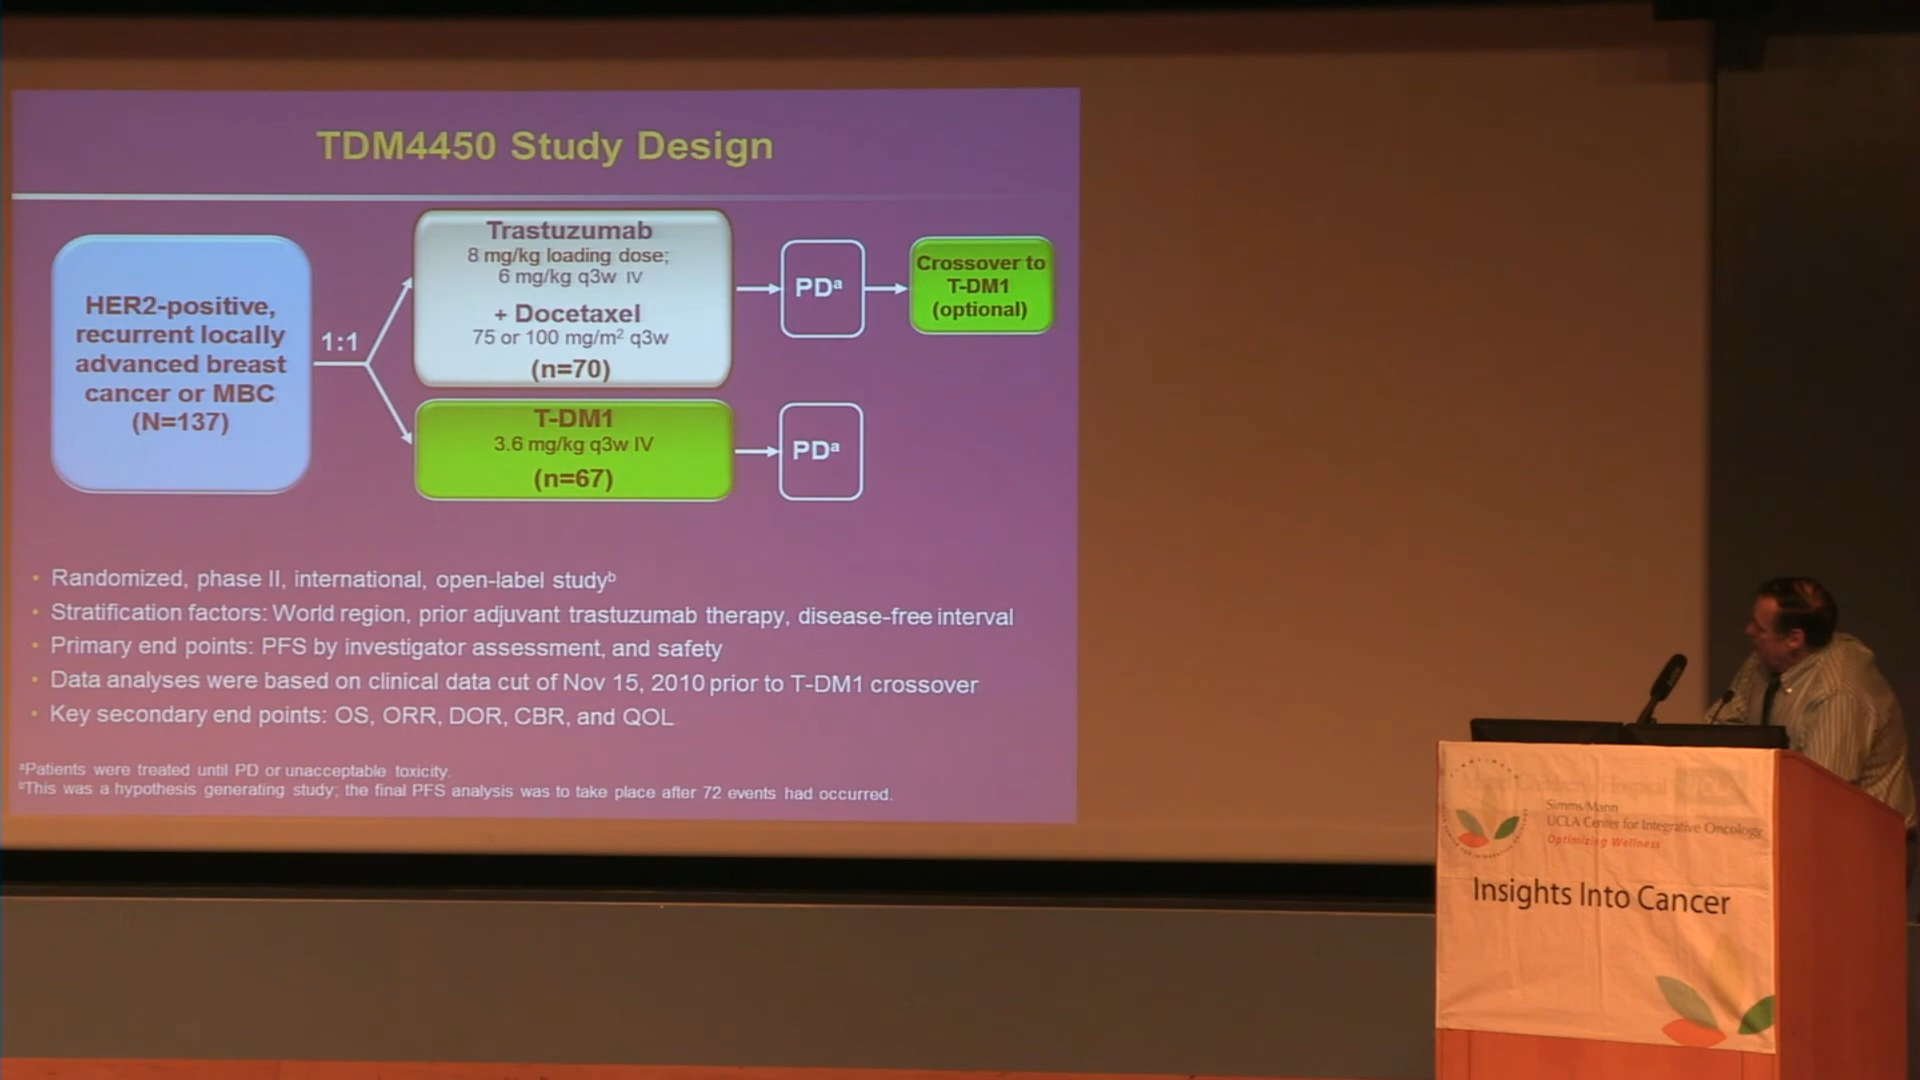 TDM4450 Study Design
HER2-positive,
recurrent locally
advanced breast
cancer or MBC
(N=137)
1:1
Trastuzumab
8 mg/kg loading dose;
6 mg/kg q3w IV
+ Docetaxel
75 or 100 mg/m² q3w
(n=70)
PDᵃ
Crossover to
T-DM1
(optional)
T-DM1
3.6 mg/kg q3w IV
(n=67)
PDᵃ
• Randomized, phase II, international, open-label studyᵇ
• Stratification factors: World region, prior adjuvant trastuzumab therapy, disease-free interval
• Primary end points: PFS by investigator assessment, and safety
• Data analyses were based on clinical data cut of Nov 15, 2010 prior to T-DM1 crossover
• Key secondary end points: OS, ORR, DOR, CBR, and QOL
ᵃPatients were treated until PD or unacceptable toxicity.
ᵇThis was a hypothesis generating study; the final PFS analysis was to take place after 72 events had occurred.
Simms/Mann
UCLA Center for Integrative Oncology
Optimizing Wellness
Insights Into Cancer